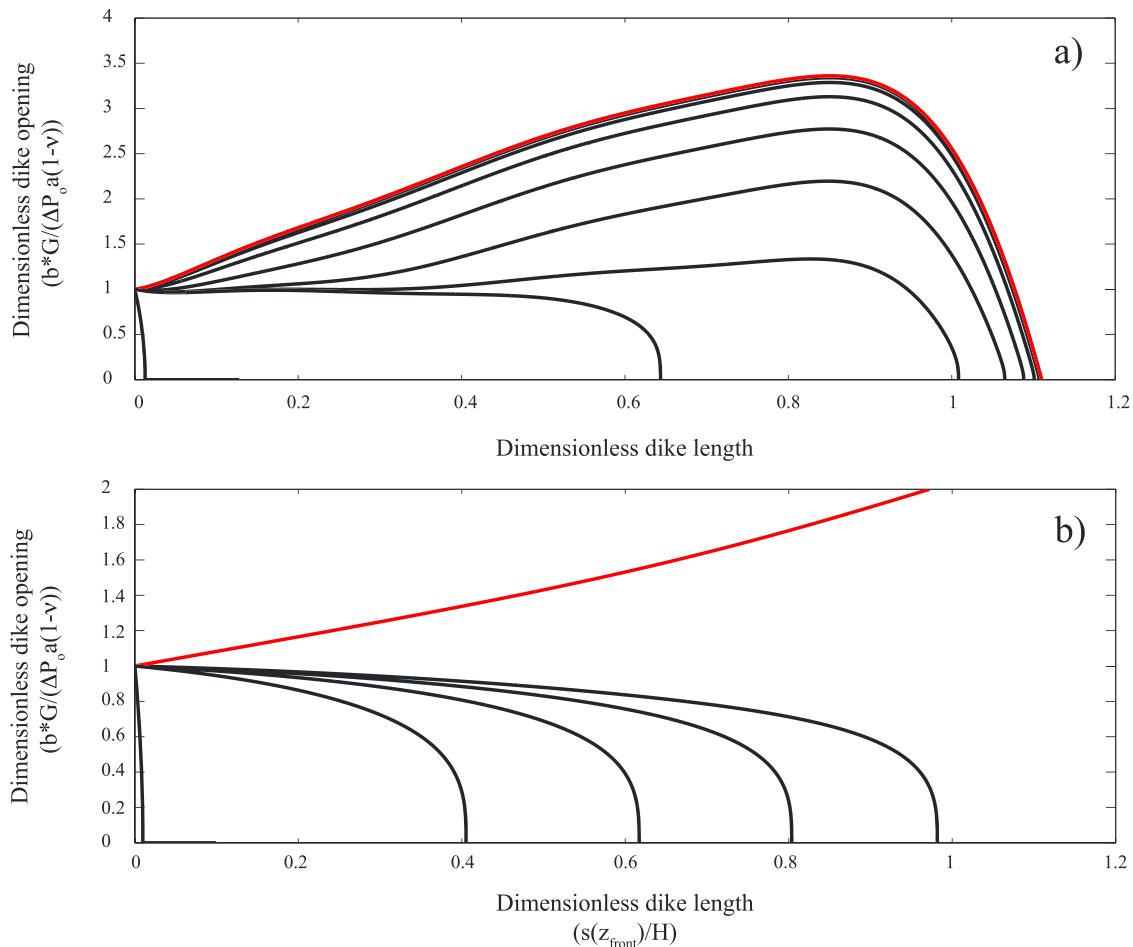 a)
Dimensionless dike opening
(b*G/(ΔPₒa(1-ν))
4
3.5
3
2.5
2
1.5
1
0.5
0
0 0.2 0.4 0.6 0.8 1 1.2
Dimensionless dike length
b)
Dimensionless dike opening
(b*G/(ΔPₒa(1-ν))
2
1.8
1.6
1.4
1.2
1
0.8
0.6
0.4
0.2
0
0 0.2 0.4 0.6 0.8 1 1.2
Dimensionless dike length
(s(z_front)/H)